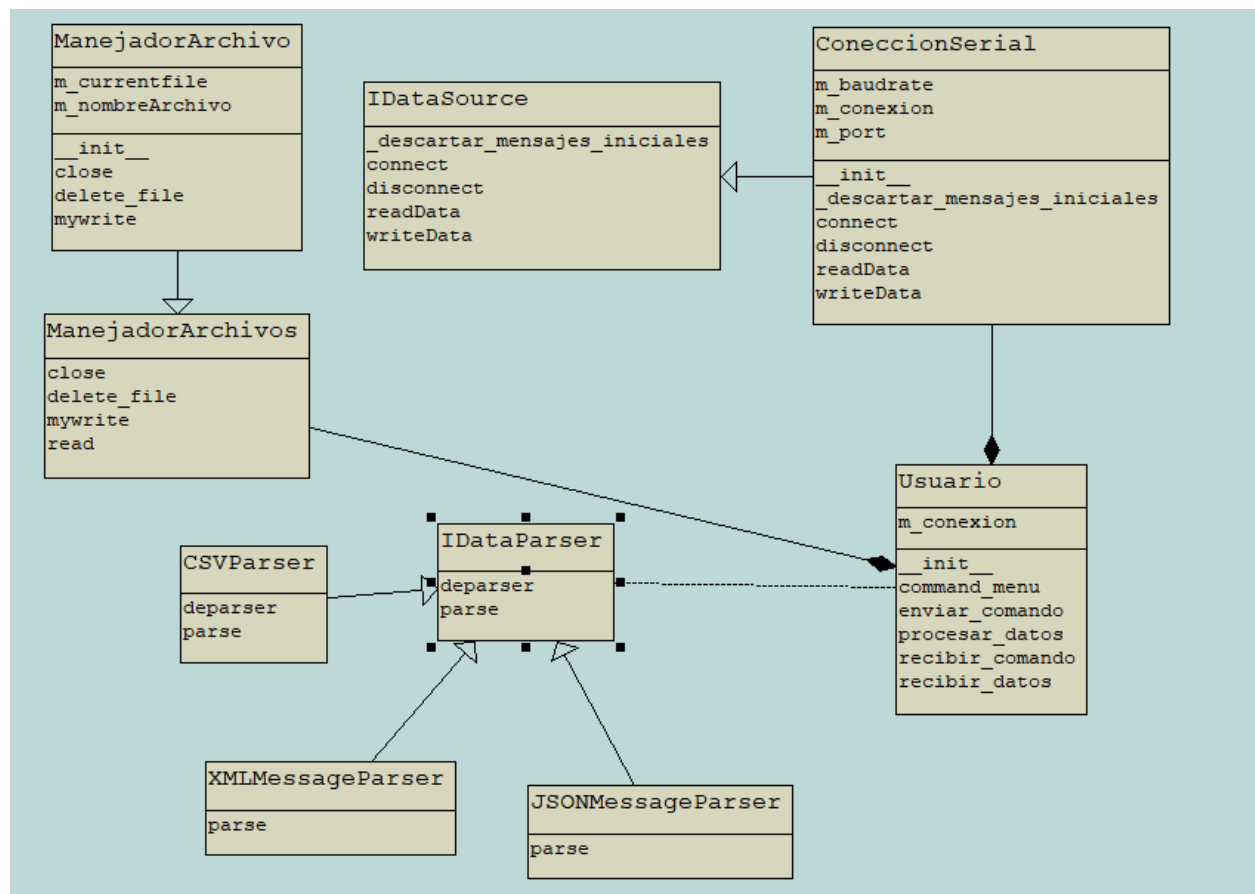 ManejadorArchivo
m_currentfile
m_nombreArchivo
__init__
close
delete_file
mywrite
IDataSource
_descartar_mensajes_iniciales
connect
disconnect
readData
writeData
ConeccionSerial
m_baudrate
m_conexion
m_port
__init__
_descartar_mensajes_iniciales
connect
disconnect
readData
writeData
ManejadorArchivos
close
delete_file
mywrite
read
Usuario
m_conexion
__init__
command_menu
enviar_comando
procesar_datos
recibir_comando
recibir_datos
IDataParser
deparser
parse
CSVParser
deparser
parse
XMLMessageParser
parse
JSONMessageParser
parse